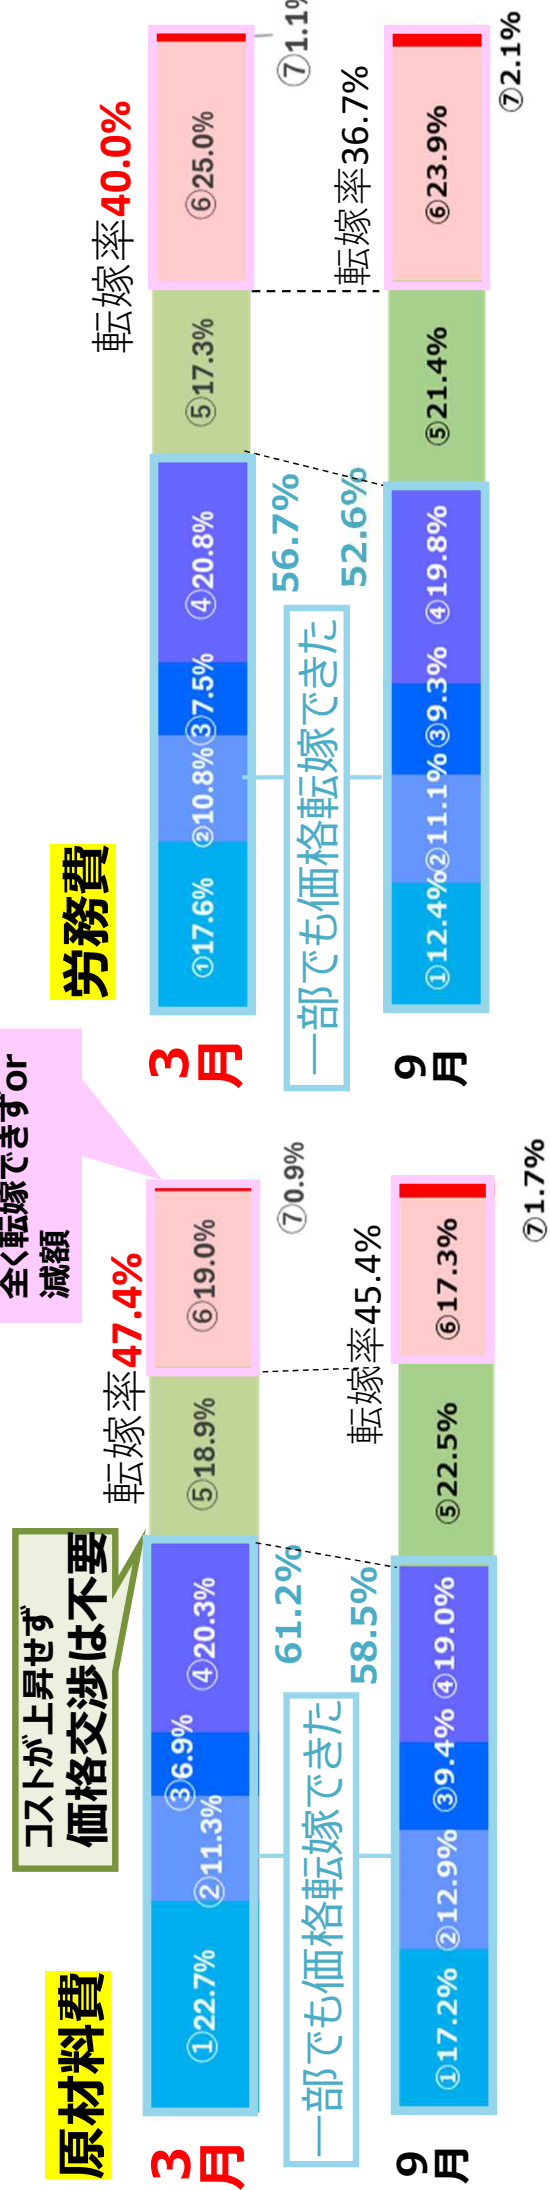 原材料費
コストが上昇せず
価格交渉は不要
全く転嫁できずor
減額
転嫁率47.4%
3月
①22.7%
②11.3%
③6.9%
④20.3%
⑤18.9%
⑥19.0%
⑦0.9%
61.2%
一部でも価格転嫁できた
58.5%
転嫁率45.4%
9月
①17.2%
②12.9%
③9.4%
④19.0%
⑤22.5%
⑥17.3%
⑦1.7%
労務費
転嫁率40.0%
3月
①17.6%
②10.8%
③7.5%
④20.8%
⑤17.3%
⑥25.0%
⑦1.1%
56.7%
一部でも価格転嫁できた
52.6%
転嫁率36.7%
9月
①12.4%
②11.1%
③9.3%
④19.8%
⑤21.4%
⑥23.9%
⑦2.1%